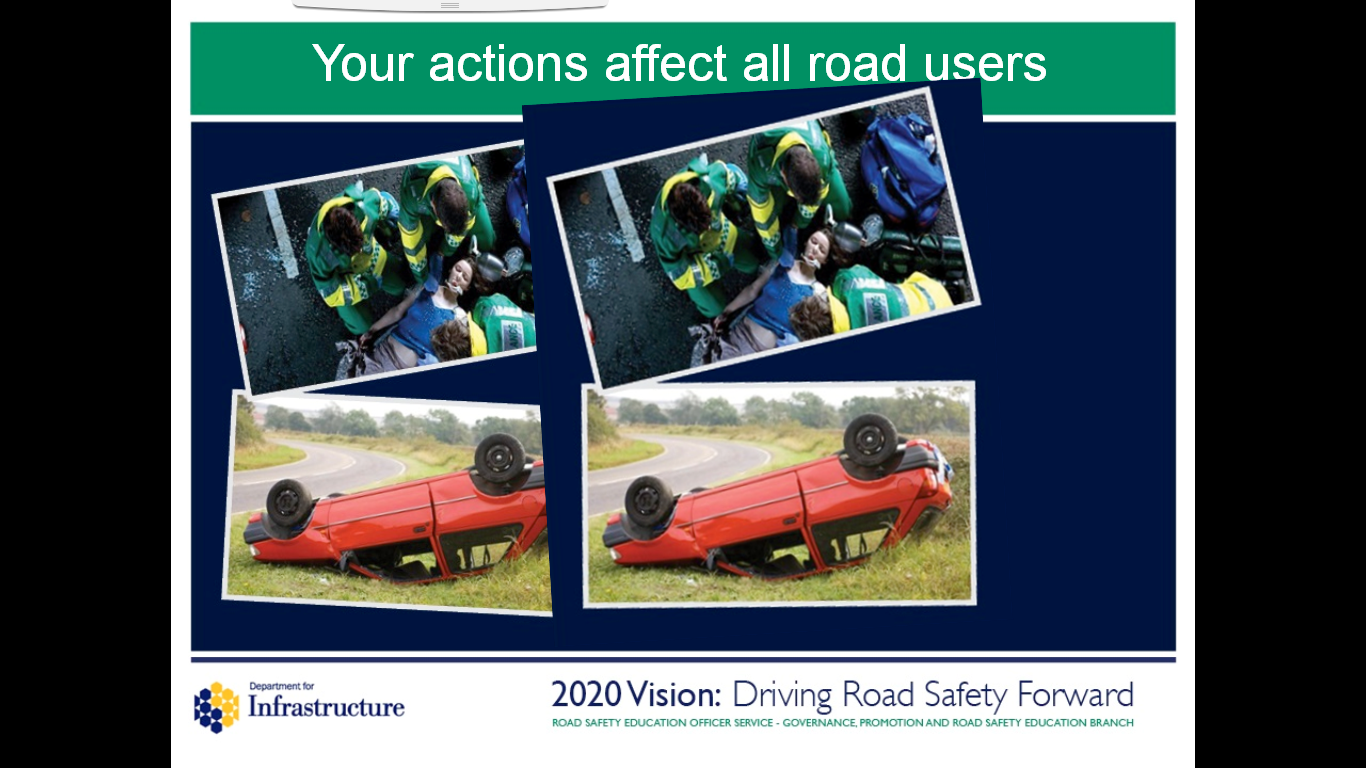 Your actions affect all road users
Department for
Infrastructure
2020 Vision: Driving Road Safety Forward
ROAD SAFETY EDUCATION OFFICER SERVICE - GOVERNANCE, PROMOTION AND ROAD SAFETY EDUCATION BRANCH